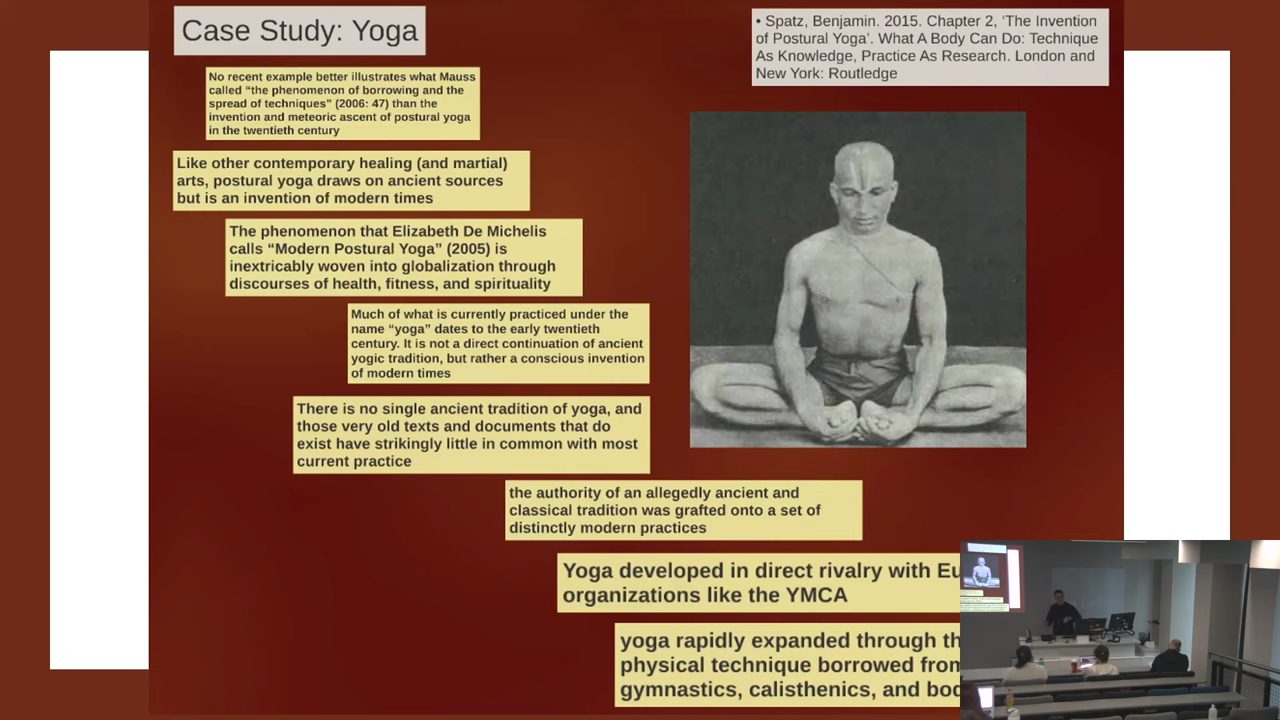 Case Study: Yoga
• Spatz, Benjamin. 2015. Chapter 2, ‘The Invention
of Postural Yoga’. What A Body Can Do: Technique
As Knowledge, Practice As Research. London and
New York: Routledge
No recent example better illustrates what Mauss
called “the phenomenon of borrowing and the
spread of techniques” (2006: 47) than the
invention and meteoric ascent of postural yoga
in the twentieth century
Like other contemporary healing (and martial)
arts, postural yoga draws on ancient sources
but is an invention of modern times
The phenomenon that Elizabeth De Michelis
calls “Modern Postural Yoga” (2005) is
inextricably woven into globalization through
discourses of health, fitness, and spirituality
Much of what is currently practiced under the
name “yoga” dates to the early twentieth
century. It is not a direct continuation of ancient
yogic tradition, but rather a conscious invention
of modern times
There is no single ancient tradition of yoga, and
those very old texts and documents that do
exist have strikingly little in common with most
current practice
the authority of an allegedly ancient and
classical tradition was grafted onto a set of
distinctly modern practices
Yoga developed in direct rivalry with
organizations like the YMCA
yoga rapidly expanded through
physical technique borrowed
gymnastics, calisthenics, and